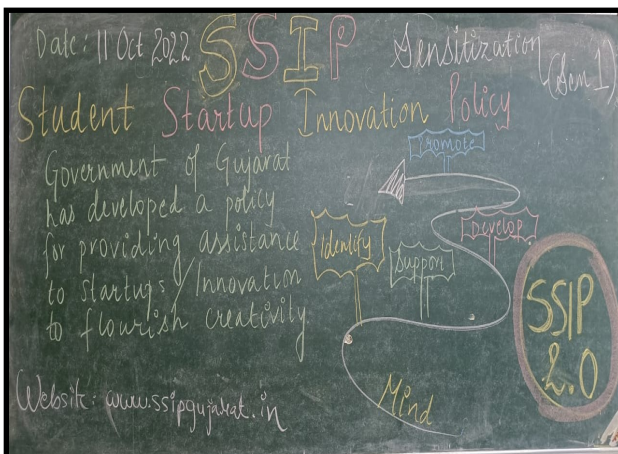 Date: 11 Oct 2022 SSIP Sensitization
(Sem 1)
Student Startup Innovation Policy
Government of Gujarat
has developed a policy
for providing assistance
to startups/Innovation
to flourish creativity.
Promote
Develop
Identify
Support
SSIP
2.0
Mind
Website: www.ssipgujarat.in